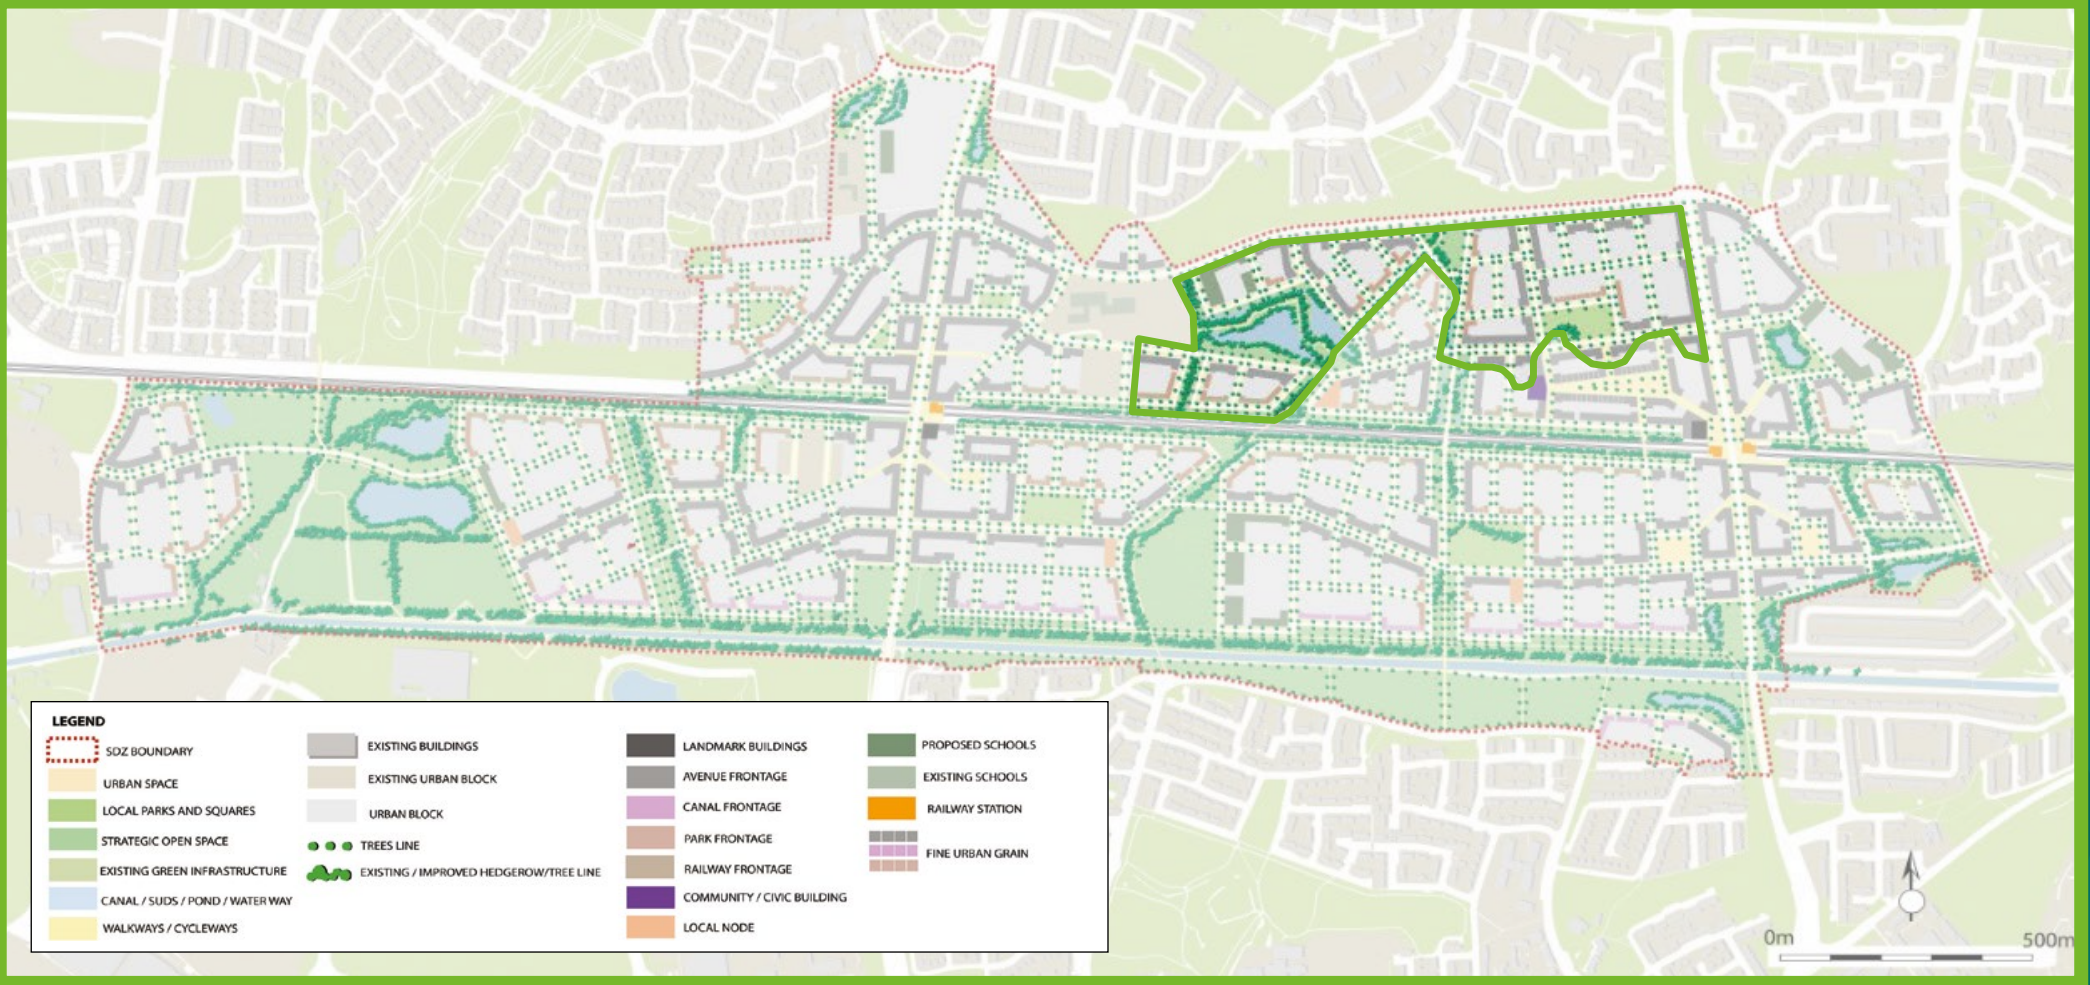 LEGEND
SDZ BOUNDARY
URBAN SPACE
LOCAL PARKS AND SQUARES
STRATEGIC OPEN SPACE
EXISTING GREEN INFRASTRUCTURE
CANAL / SUDS / POND / WATER WAY
WALKWAYS / CYCLEWAYS
EXISTING BUILDINGS
EXISTING URBAN BLOCK
URBAN BLOCK
TREES LINE
EXISTING / IMPROVED HEDGEROW/TREE LINE
LANDMARK BUILDINGS
AVENUE FRONTAGE
CANAL FRONTAGE
PARK FRONTAGE
RAILWAY FRONTAGE
COMMUNITY / CIVIC BUILDING
LOCAL NODE
PROPOSED SCHOOLS
EXISTING SCHOOLS
RAILWAY STATION
FINE URBAN GRAIN
0m 500m